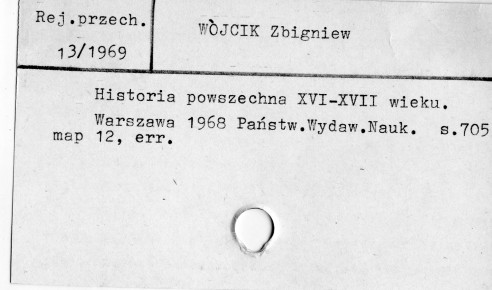 Rej.przech.
13/1969
WÒJCIK Zbigniew
Historia powszechna XVI-XVII wieku.
Warszawa 1968 Państw.Wydaw.Nauk. s.705
map 12, err.